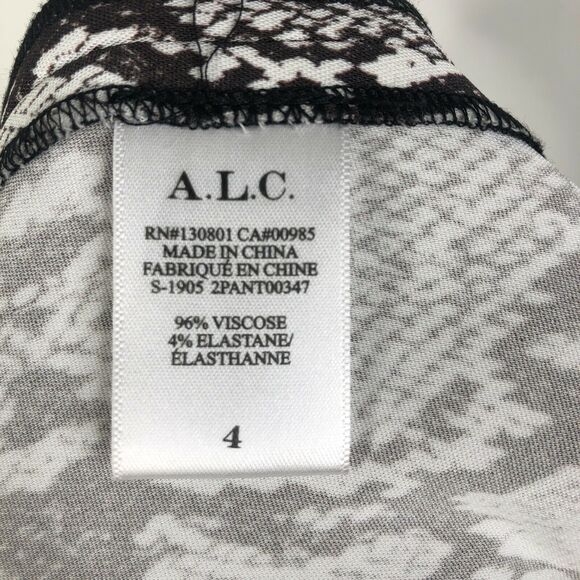 A.L.C.
RN#130801 CA#00985
MADE IN CHINA
FABRIQUÉ EN CHINE
S-1905 2PANT00347
96% VISCOSE
4% ELASTANE/
ÉLASTHANNE
4